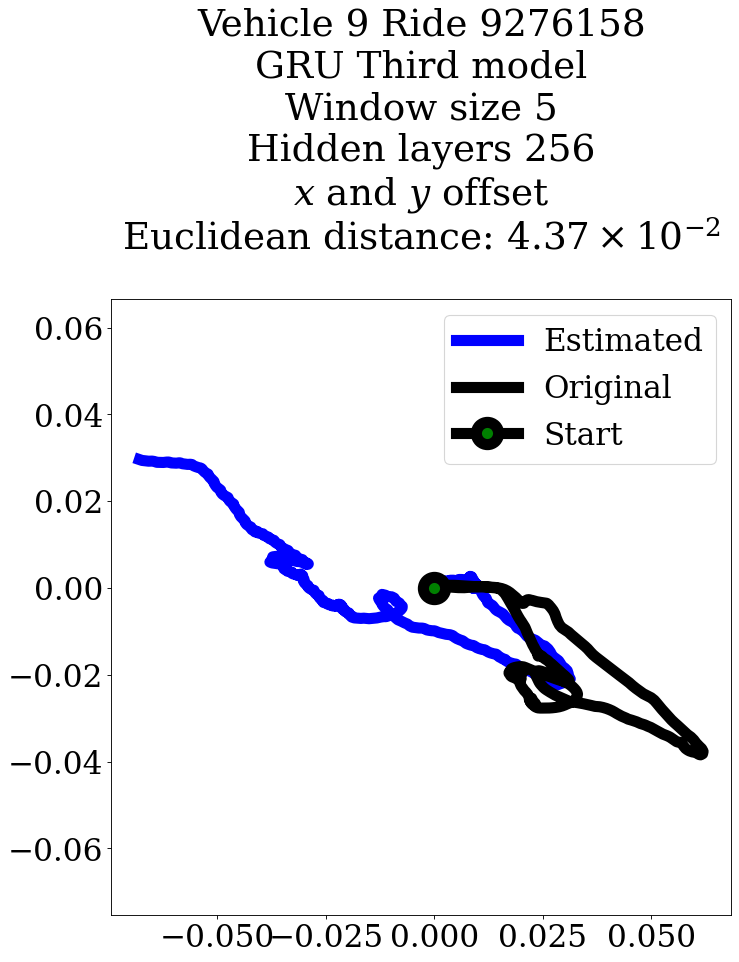 Vehicle 9 Ride 9276158
GRU Third model
Window size 5
Hidden layers 256
x and y offset
Euclidean distance: 4.37 × 10⁻²
Estimated
Original
Start
0.06
0.04
0.02
0.00
−0.02
−0.04
−0.06
−0.050 −0.025 0.000 0.025 0.050